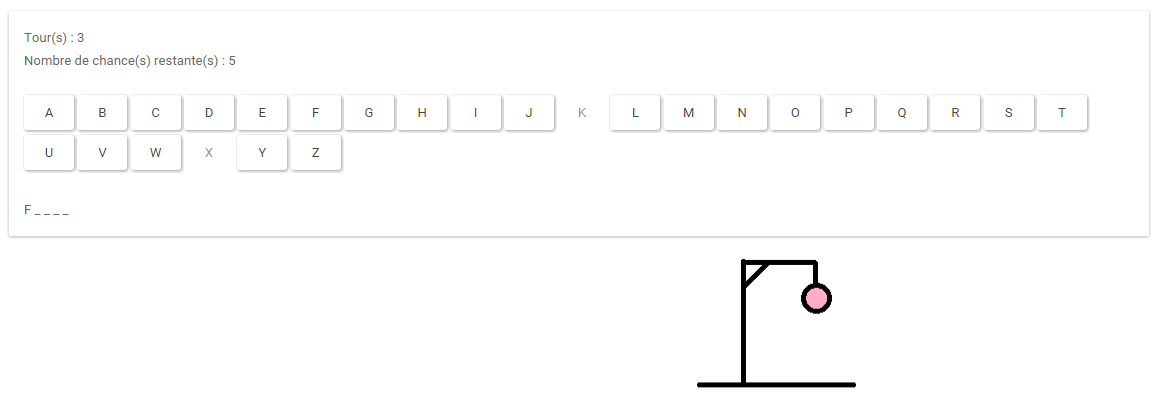 Tour(s) : 3
Nombre de chance(s) restante(s) : 5
A B C D E F G H I J K L M N O P Q R S T
U V W X Y Z
F _ _ _ _